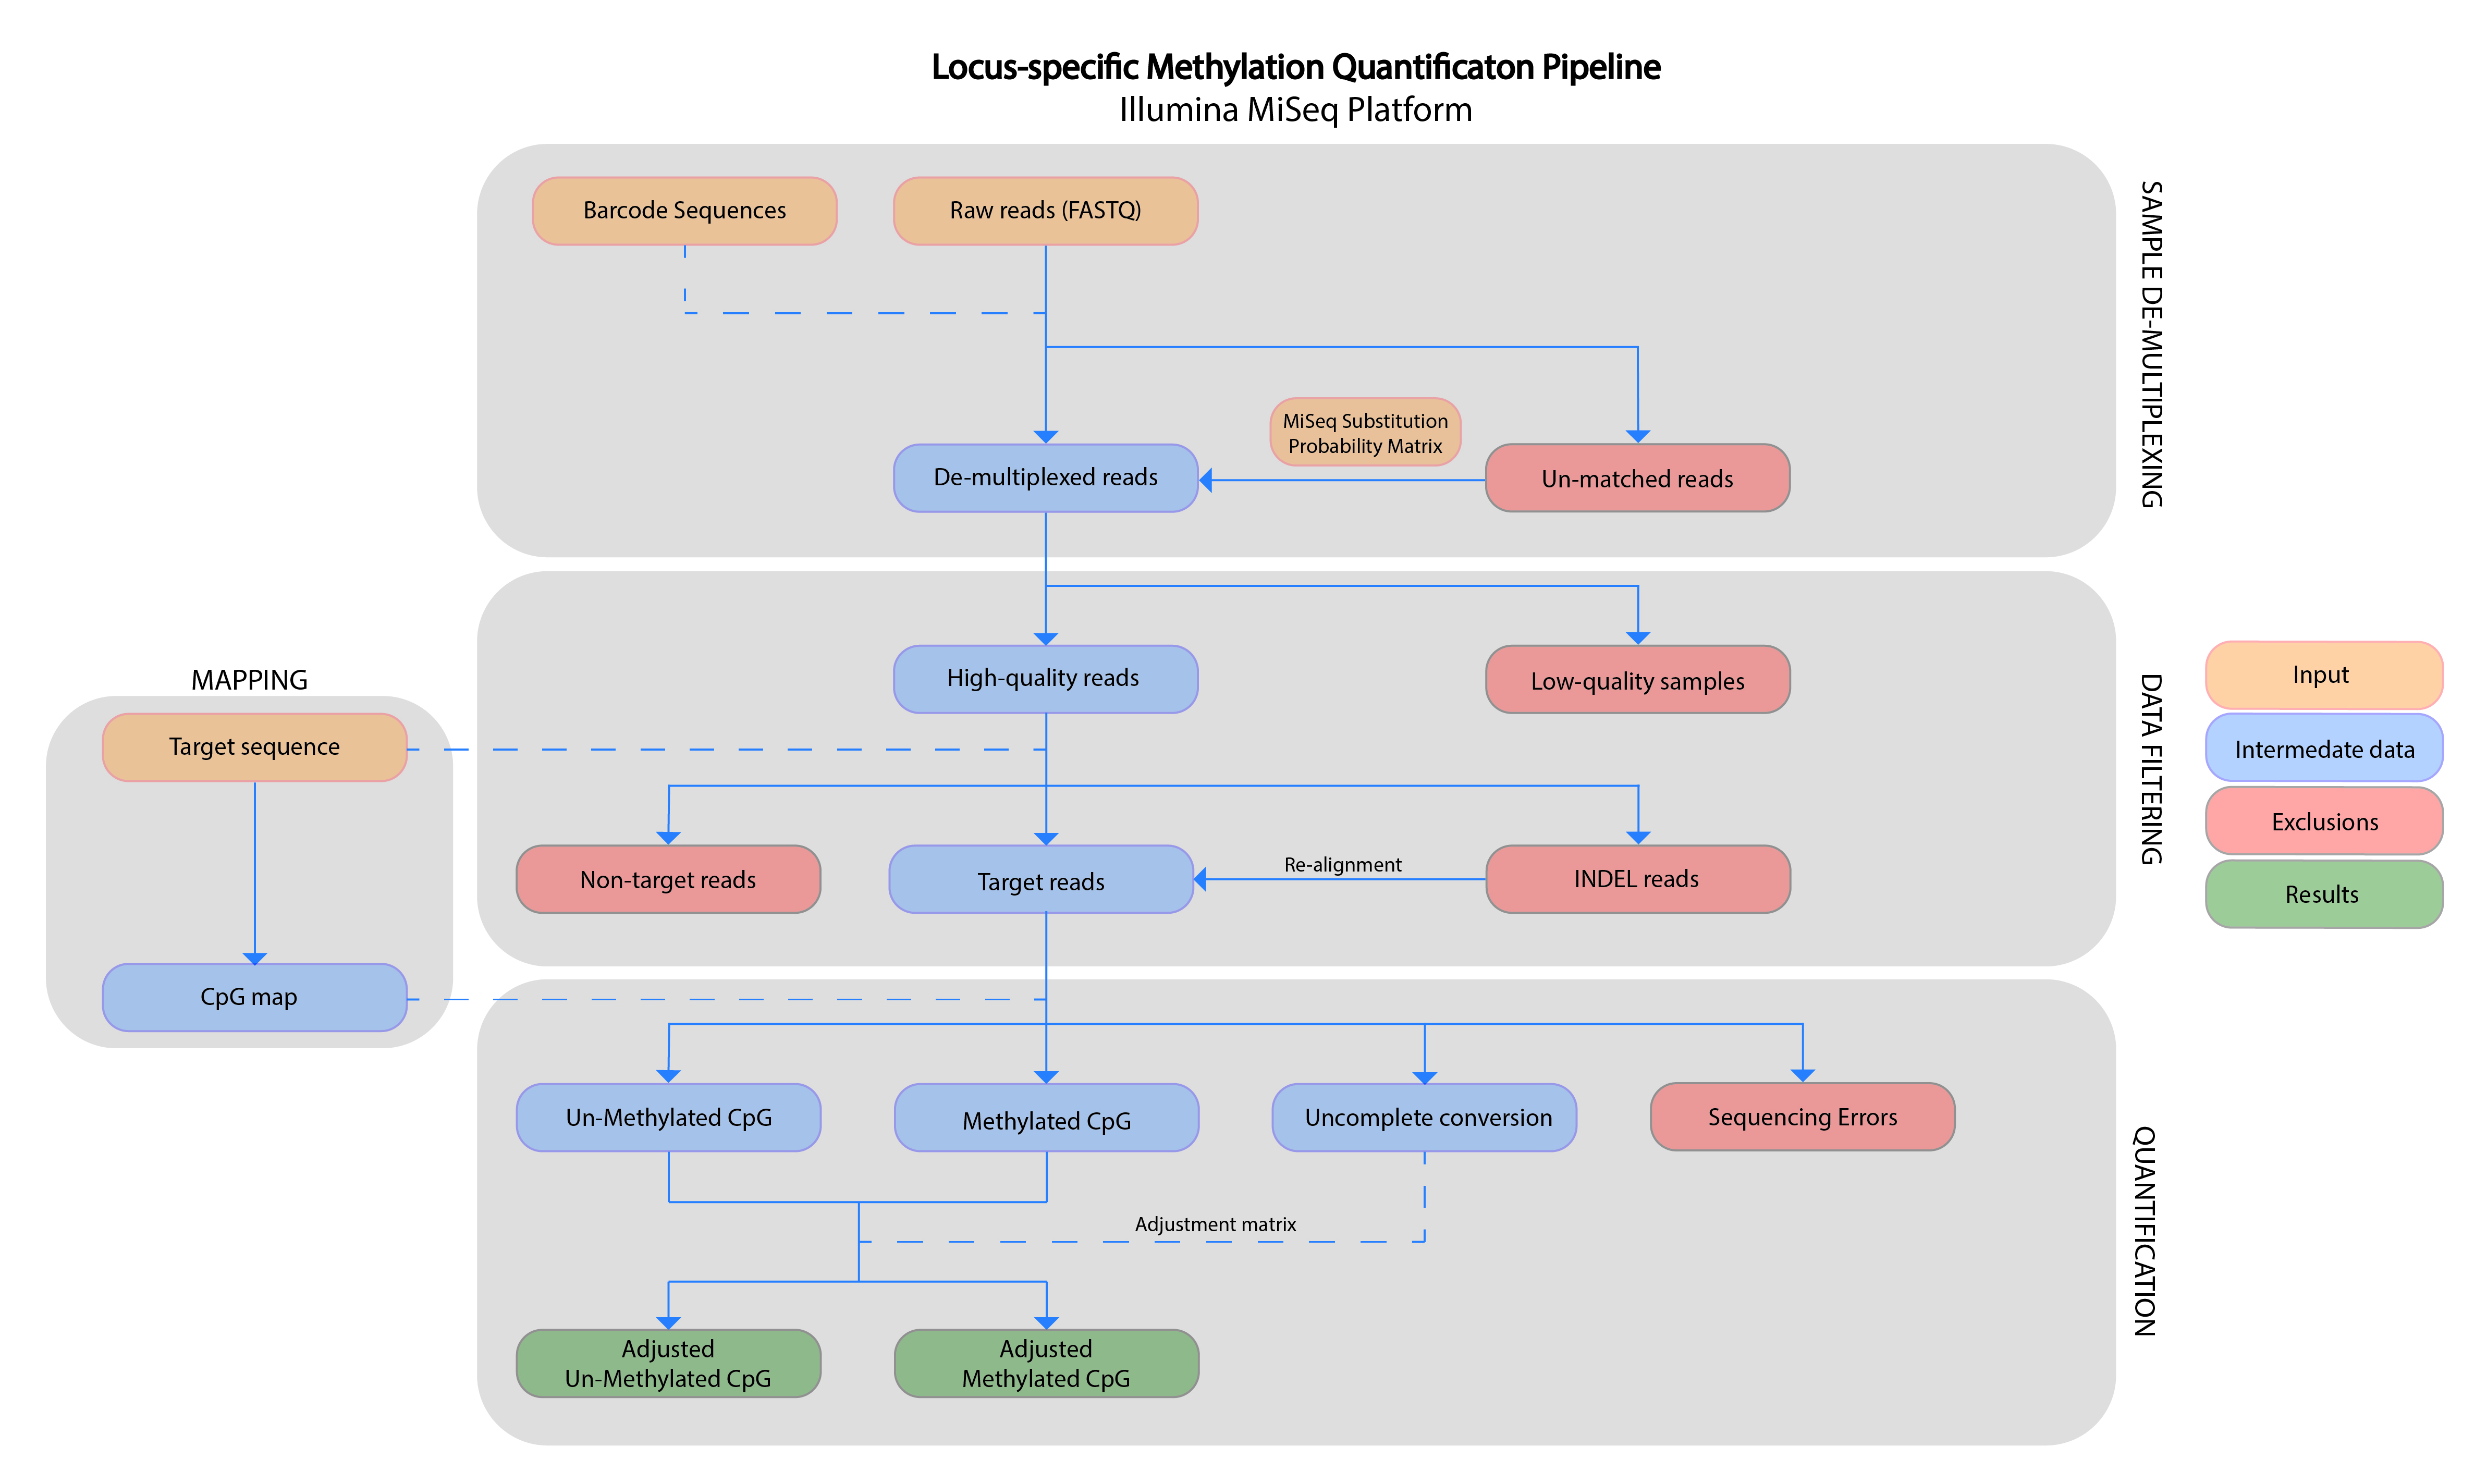 Locus-specific Methylation Quantificaton Pipeline
Illumina MiSeq Platform
SAMPLE DE-MULTIPLEXING
Barcode Sequences
Raw reads (FASTQ)
MiSeq Substitution
Probability Matrix
De-multiplexed reads
Un-matched reads
DATA FILTERING
High-quality reads
Low-quality samples
MAPPING
Target sequence
Non-target reads
Target reads
Re-alignment
INDEL reads
CpG map
QUANTIFICATION
Un-Methylated CpG
Methylated CpG
Uncomplete conversion
Sequencing Errors
Adjustment matrix
Adjusted
Un-Methylated CpG
Adjusted
Methylated CpG
Input
Intermedate data
Exclusions
Results